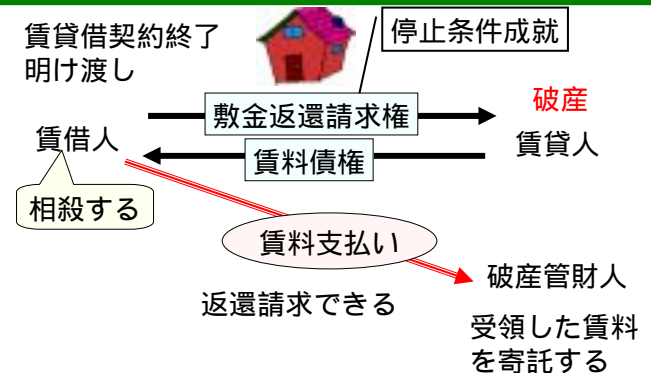 賃貸借契約終了
明け渡し
停止条件成就
敷金返還請求権
破産
賃借人
賃貸人
賃料債権
相殺する
賃料支払い
破産管財人
返還請求できる
受領した賃料
を寄託する